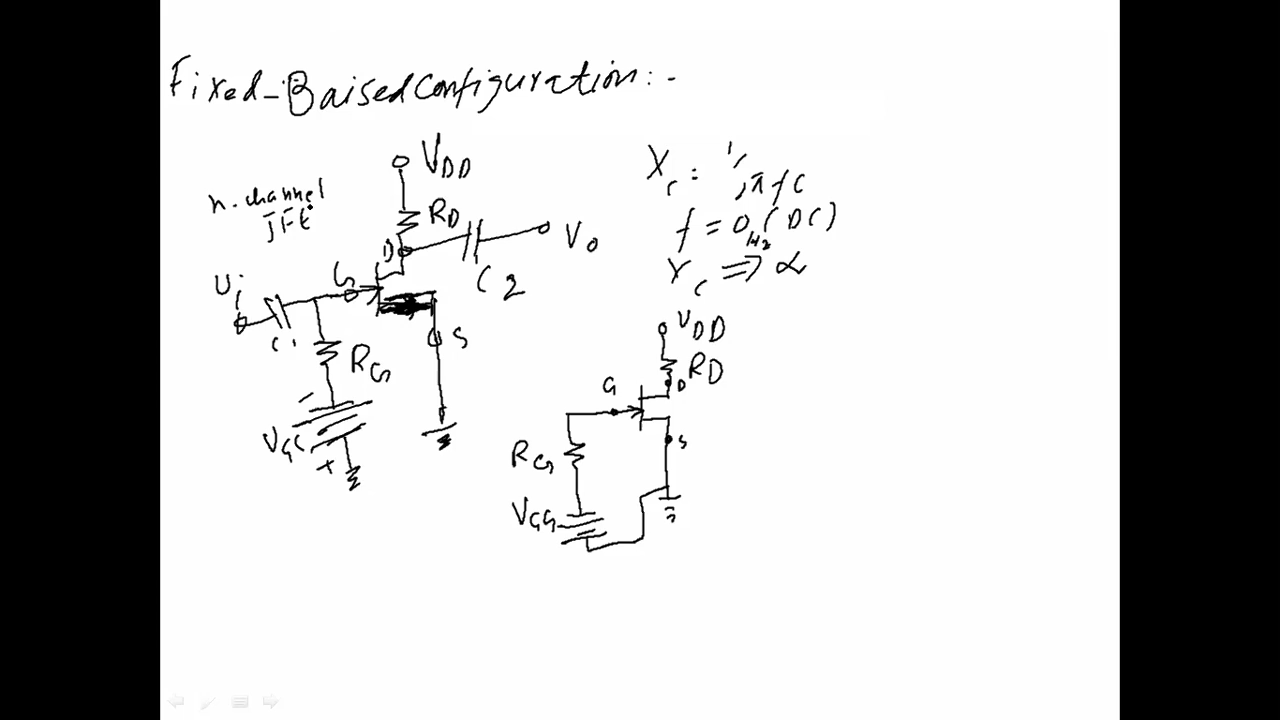 Fixed-Baised Configuration:-
VDD
n-channel
JFET
RD
D
Vo
C2
G
Vi
C1
S
RG
VGG
+
Xc = 1/2πfC
f = 0Hz (DC)
Xc ⇒ α
VDD
RD
D
G
S
RG
VGG